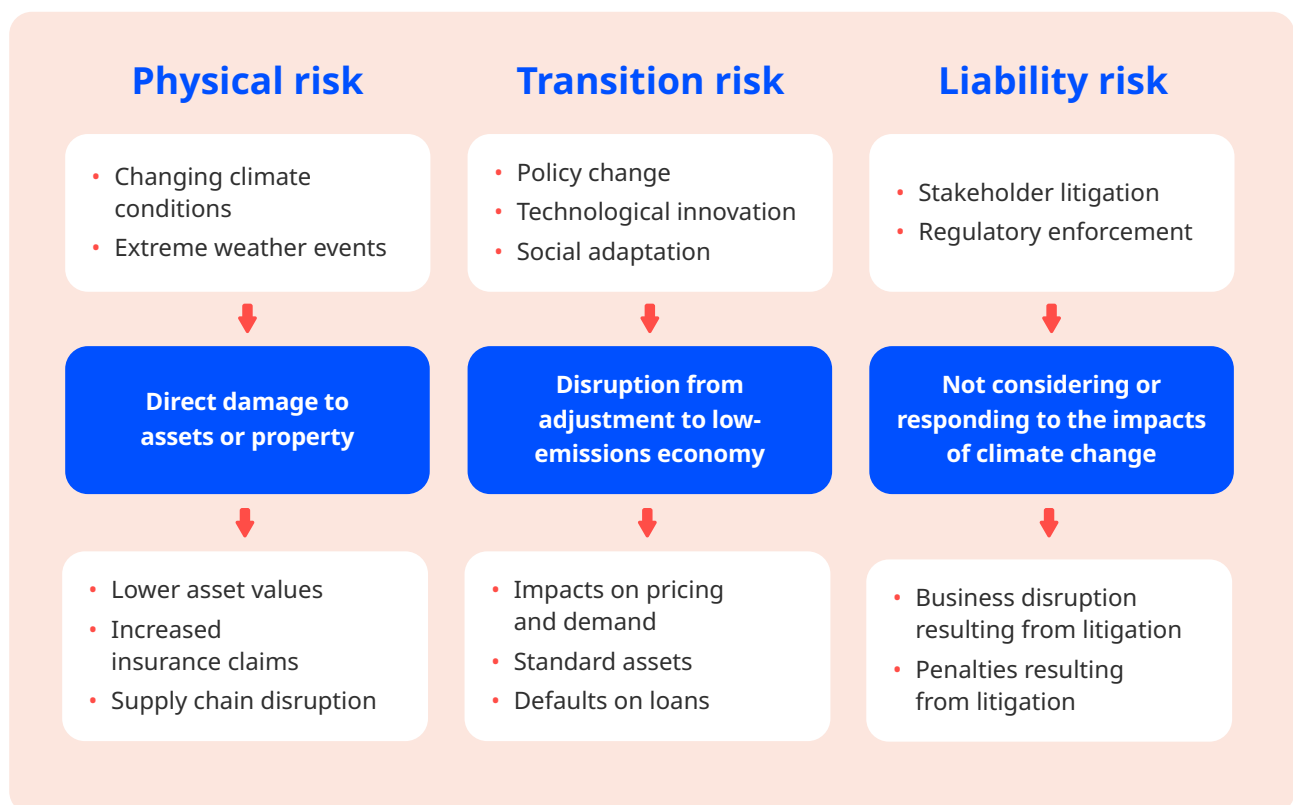 Physical risk
• Changing climate
conditions
• Extreme weather events
Direct damage to
assets or property
• Lower asset values
• Increased
insurance claims
• Supply chain disruption
Transition risk
• Policy change
• Technological innovation
• Social adaptation
Disruption from
adjustment to low-
emissions economy
• Impacts on pricing
and demand
• Standard assets
• Defaults on loans
Liability risk
• Stakeholder litigation
• Regulatory enforcement
Not considering or
responding to the impacts
of climate change
• Business disruption
resulting from litigation
• Penalties resulting
from litigation